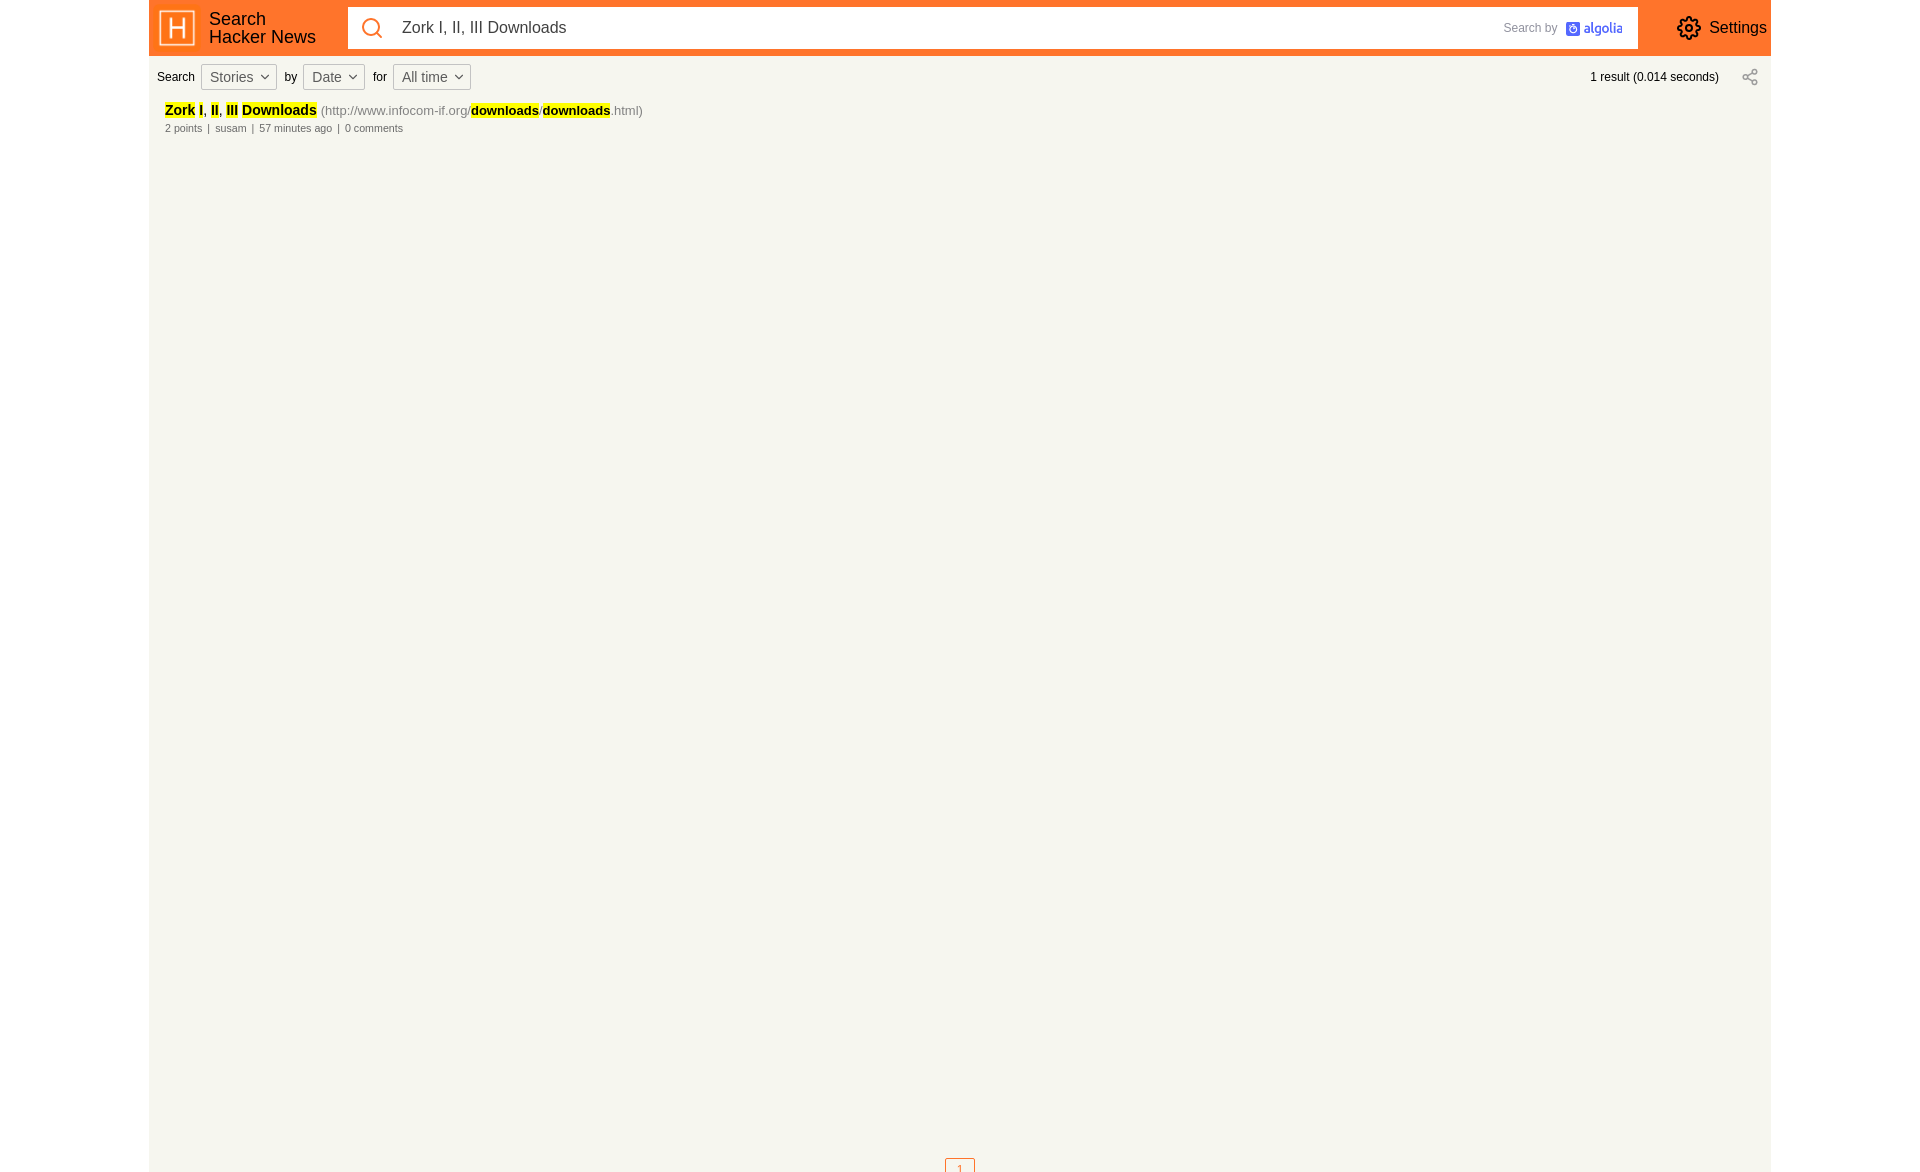 H
Search
Hacker News
Zork I, II, III Downloads
Search by algolia
Settings
Search Stories by Date for All time
1 result (0.014 seconds)
Zork I, II, III Downloads (http://www.infocom-if.org/downloads/downloads.html)
2 points | susam | 57 minutes ago | 0 comments
1